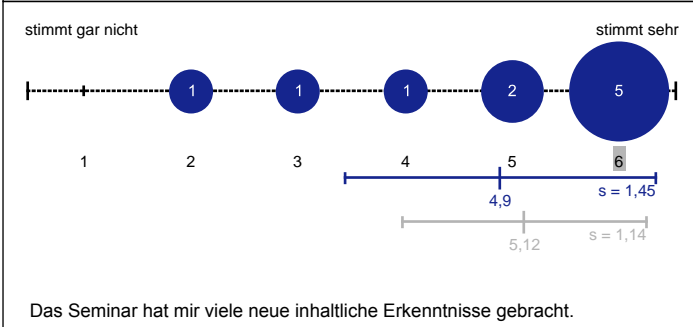 stimmt gar nicht stimmt sehr
1 1 1 2 5
1 2 3 4 5 6
4,9 s = 1,45
5,12 s = 1,14
Das Seminar hat mir viele neue inhaltliche Erkenntnisse gebracht.